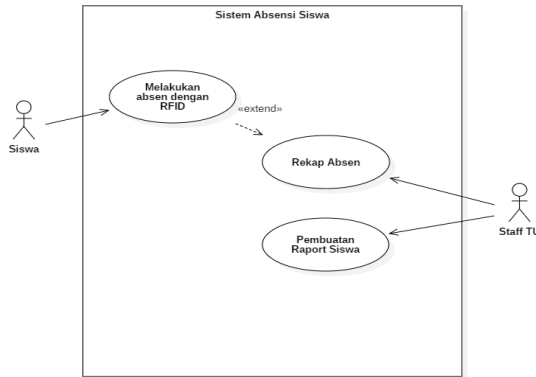 Sistem Absensi Siswa
Melakukan
absen dengan
RFID
«extend»
Siswa
Rekap Absen
Staff TU
Pembuatan
Raport Siswa